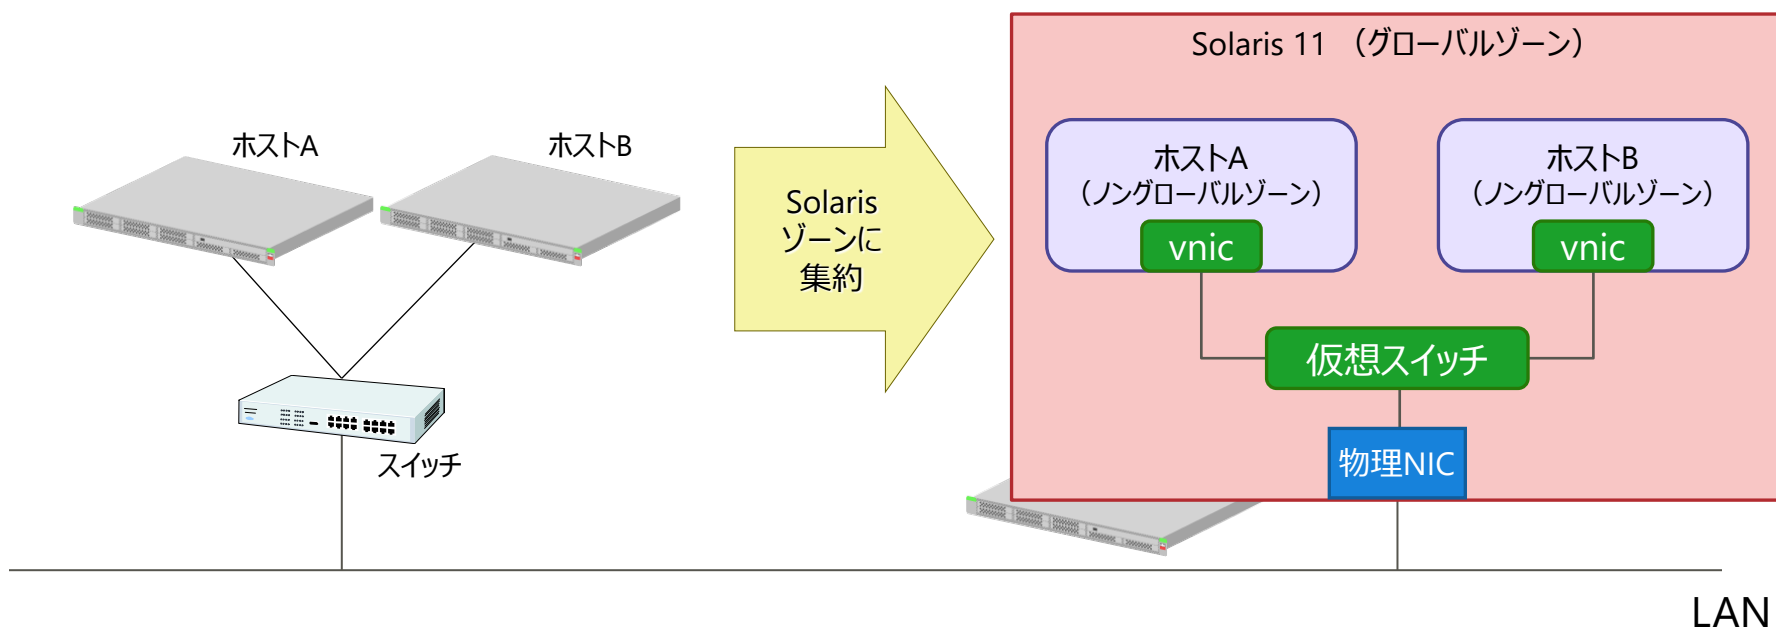 Solaris 11 （グローバルゾーン）
ホストA
ホストB
Solaris
ゾーンに
集約
ホストA
（ノングローバルゾーン）
vnic
ホストB
（ノングローバルゾーン）
vnic
仮想スイッチ
物理NIC
スイッチ
LAN